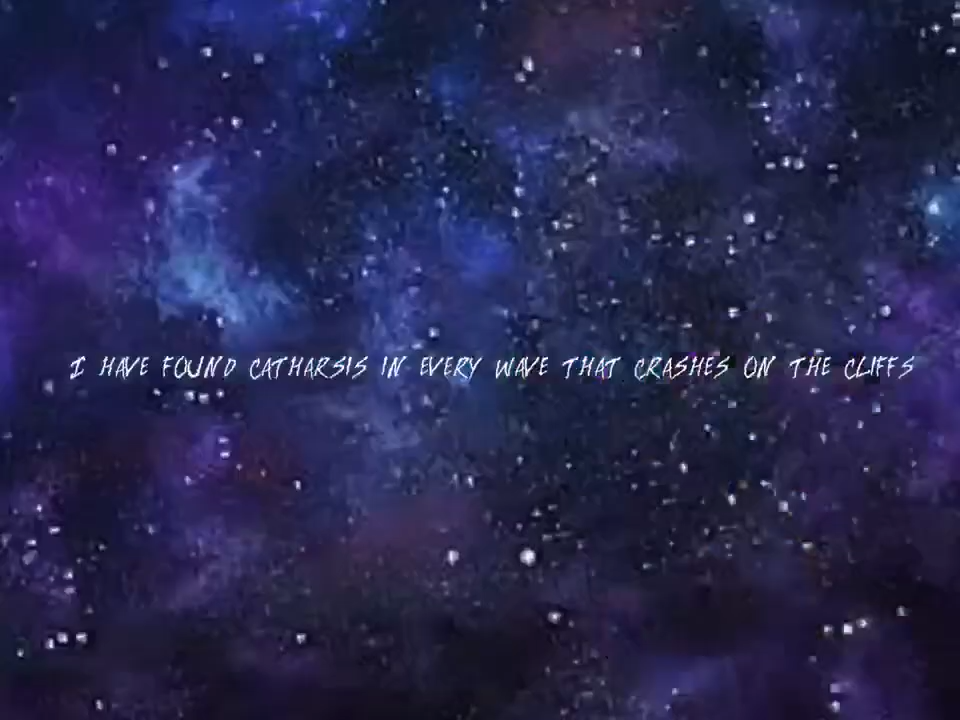 I HAVE FOUND CATHARSIS IN EVERY WAVE THAT CRASHES ON THE CLIFFS